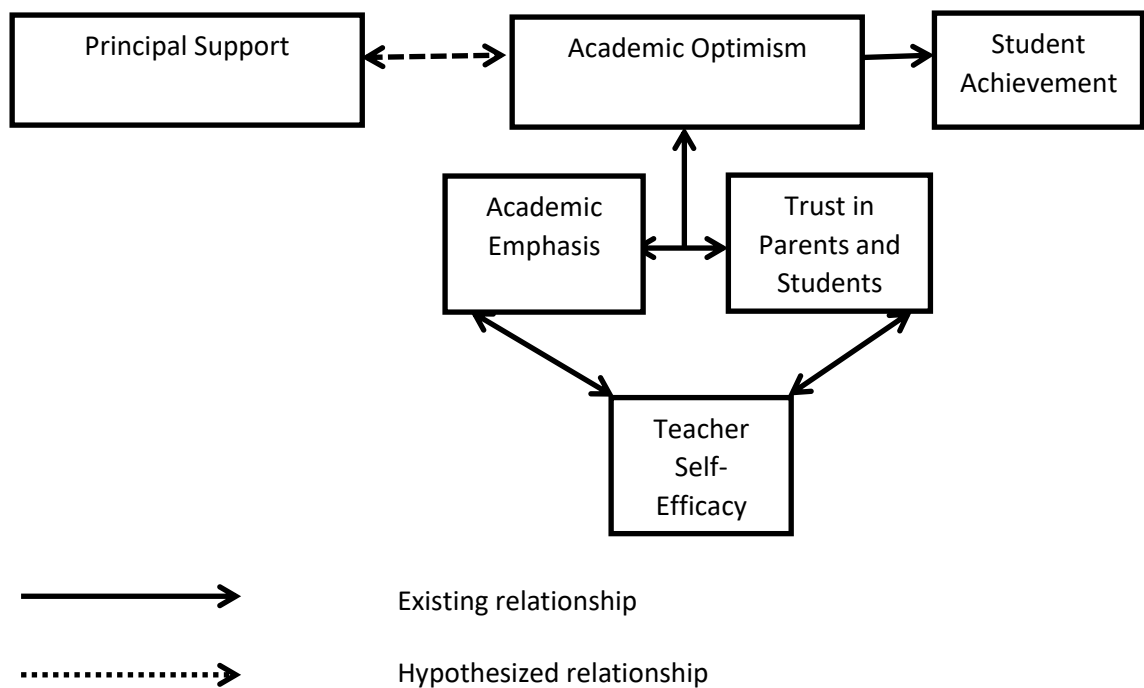 Principal Support
Academic Optimism
Student
Achievement
Academic
Emphasis
Trust in
Parents and
Students
Teacher
Self-
Efficacy
Existing relationship
Hypothesized relationship